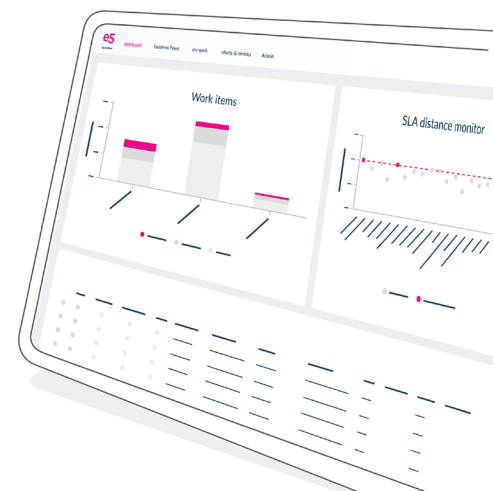 e5
dashboard
business flows
my work
charts & metrics
Admin
Work items
SLA distance monitor